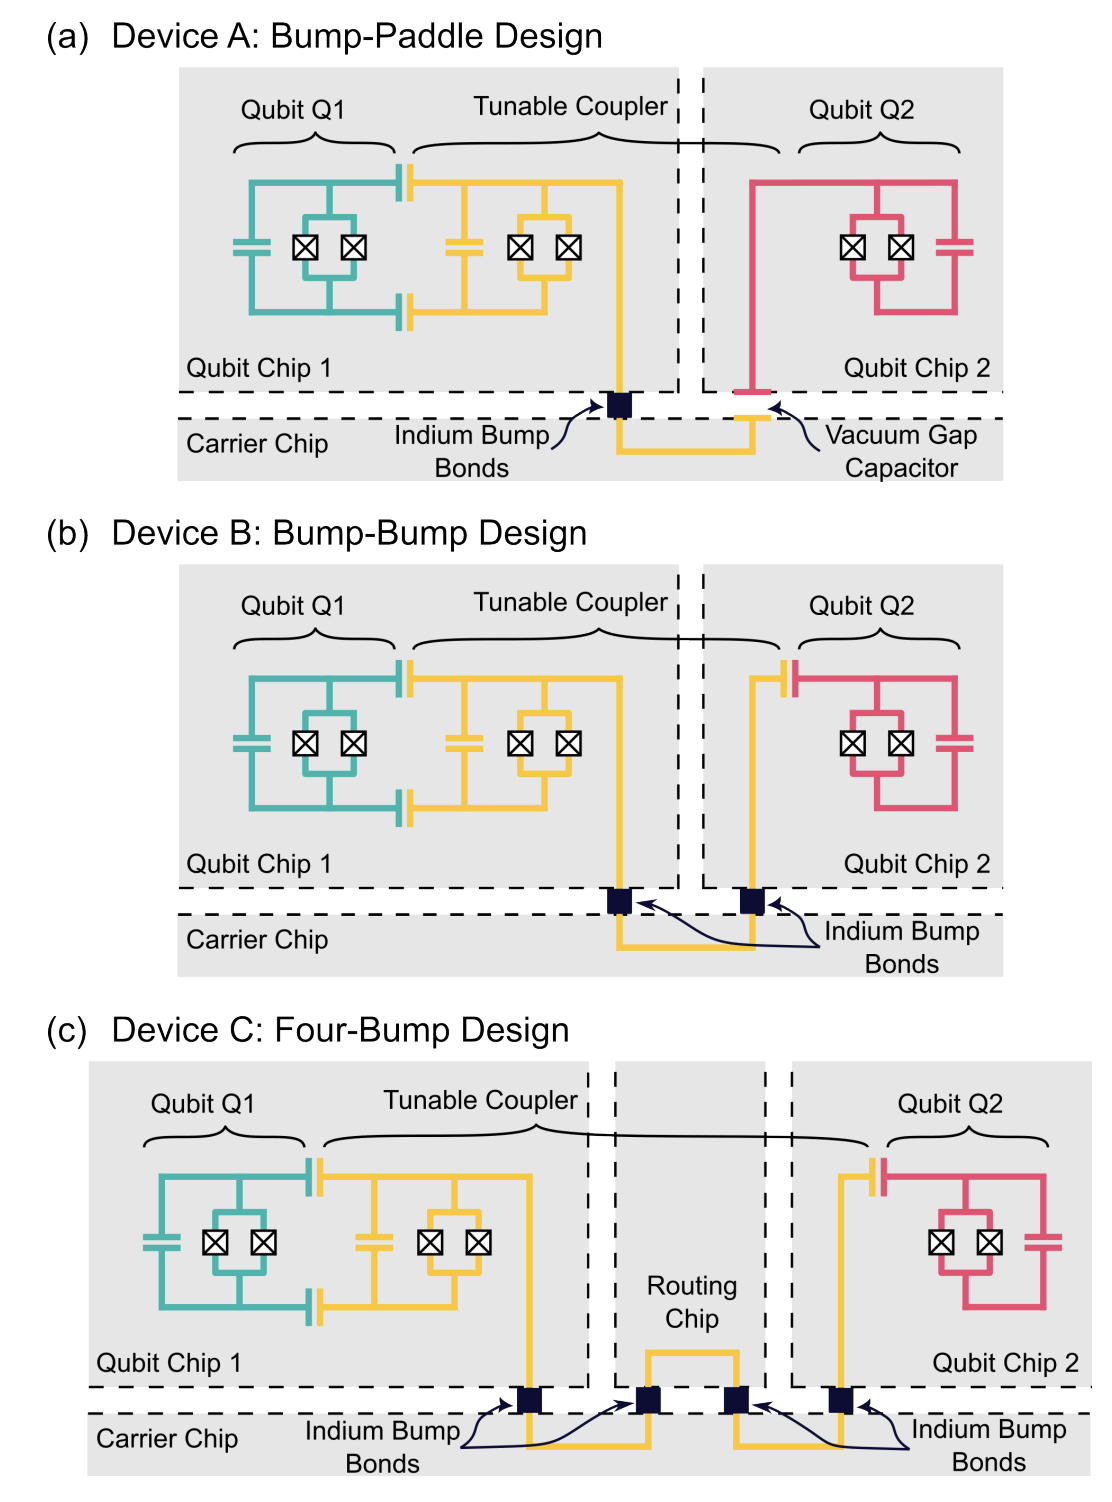 (a) Device A: Bump-Paddle Design
Qubit Q1
Tunable Coupler
Qubit Q2
Qubit Chip 1
Qubit Chip 2
Carrier Chip
Indium Bump
Bonds
Vacuum Gap
Capacitor
(b) Device B: Bump-Bump Design
Qubit Q1
Tunable Coupler
Qubit Q2
Qubit Chip 1
Qubit Chip 2
Carrier Chip
Indium Bump
Bonds
(c) Device C: Four-Bump Design
Qubit Q1
Tunable Coupler
Qubit Q2
Routing
Chip
Qubit Chip 1
Qubit Chip 2
Carrier Chip
Indium Bump
Bonds
Indium Bump
Bonds